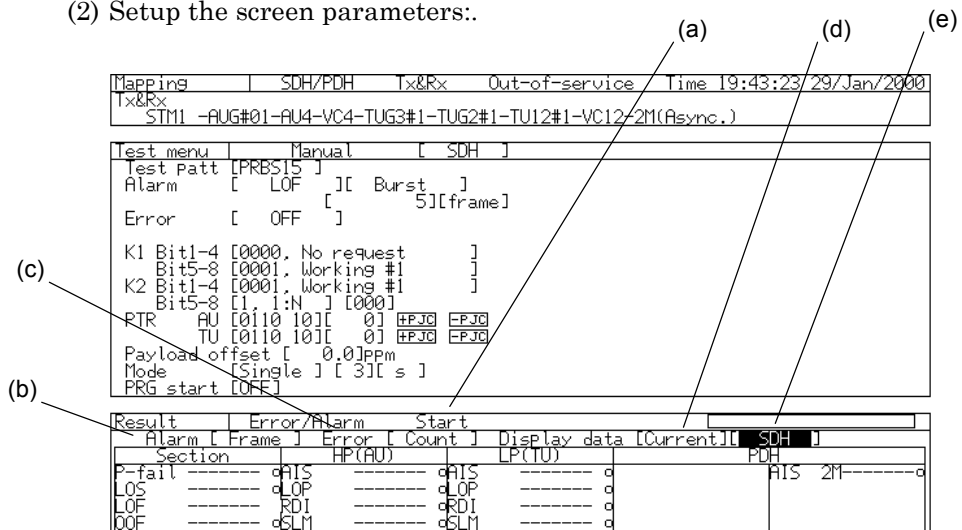 (2) Setup the screen parameters:.
(a) (d) (e)
Mapping SDH/PDH Tx&Rx Out-of-service Time 19:43:23 29/Jan/2000
Tx&Rx
STM1 -AUG#01-AU4-VC4-TUG3#1-TUG2#1-TU12#1-VC12-2M(Async.)
Test menu Manual [ SDH ]
Test patt [PRBS15 ]
Alarm [ LOF ][ Burst ]
[ 5][frame]
Error [ OFF ]
K1 Bit1-4 [0000, No request ]
Bit5-8 [0001, Working #1 ]
K2 Bit1-4 [0001, Working #1 ]
Bit5-8 [1, 1:N ] [000]
(c)
PTR AU [0110 10][ 0] +PJC -PJC
TU [0110 10][ 0] +PJC -PJC
Payload offset [ 0.0]ppm
Mode [Single ] [ 3][ s ]
PRG start [OFF]
(b)
Result Error/Alarm Start
Alarm [ Frame ] Error [ Count ] Display data [Current][ SDH ]
Section HP(AU) LP(TU) PDH
P-fail ------- o AIS ------- o AIS ------- o AIS 2M-------o
LOS ------- o LOP ------- o LOP ------- o
LOF ------- o RDI ------- o RDI ------- o
OOF ------- o SLM ------- o SLM ------- o